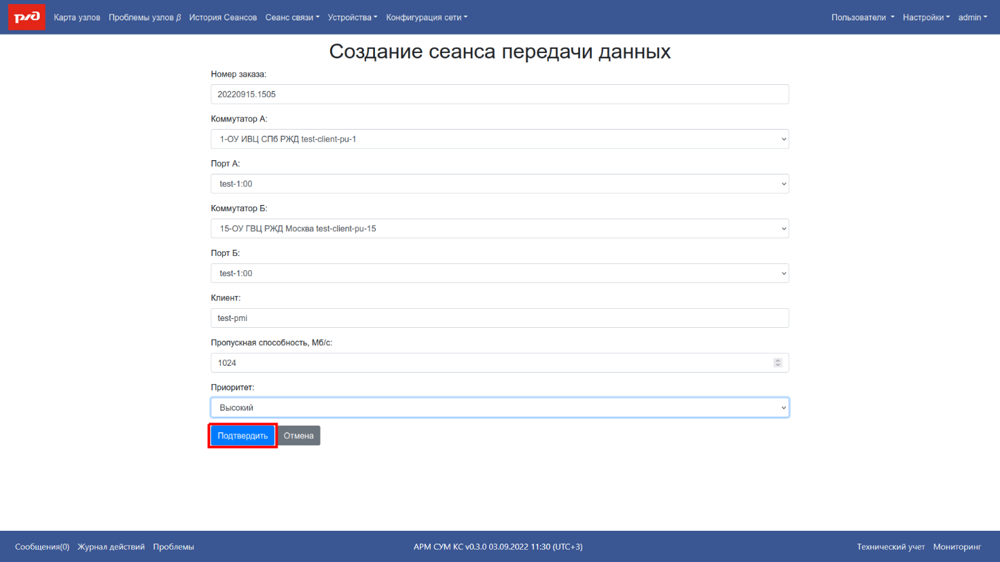 ржд
Карта узлов Проблемы узлов β История Сеансов Сеанс связи Устройства Конфигурация сети Пользователи Настройки admin
Создание сеанса передачи данных
Номер заказа:
20220915.1505
Коммутатор А:
1-ОУ ИВЦ СПб РЖД test-client-pu-1
Порт А:
test-1:00
Коммутатор Б:
15-ОУ ГВЦ РЖД Москва test-client-pu-15
Порт Б:
test-1:00
Клиент:
test-pmi
Пропускная способность, Мб/с:
1024
Приоритет:
Высокий
Подтвердить Отмена
Сообщения(0) Журнал действий Проблемы АРМ СУМ КС v0.3.0 03.09.2022 11:30 (UTC+3) Технический учет Мониторинг